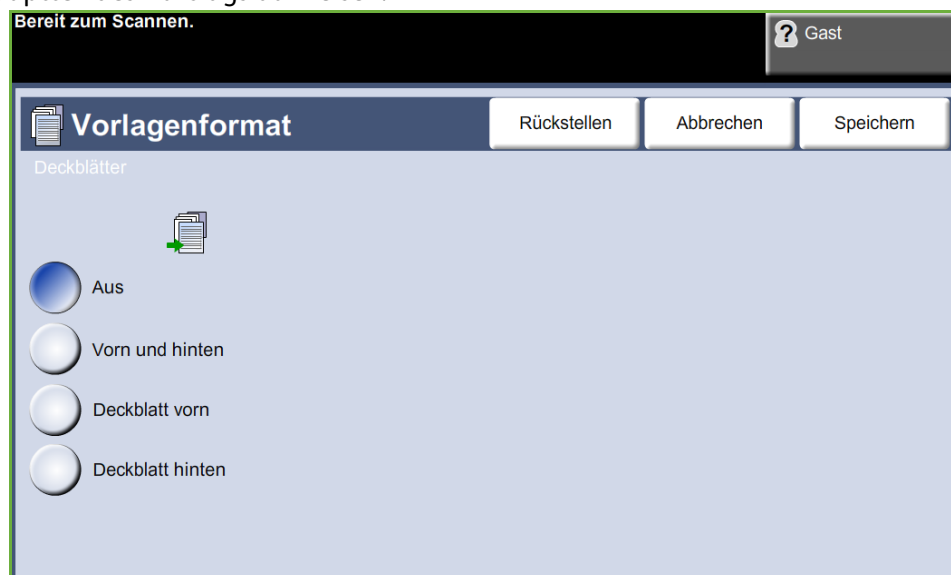 Bereit zum Scannen.
? Gast
Vorlagenformat
Rückstellen
Abbrechen
Speichern
Deckblätter
Aus
Vorn und hinten
Deckblatt vorn
Deckblatt hinten